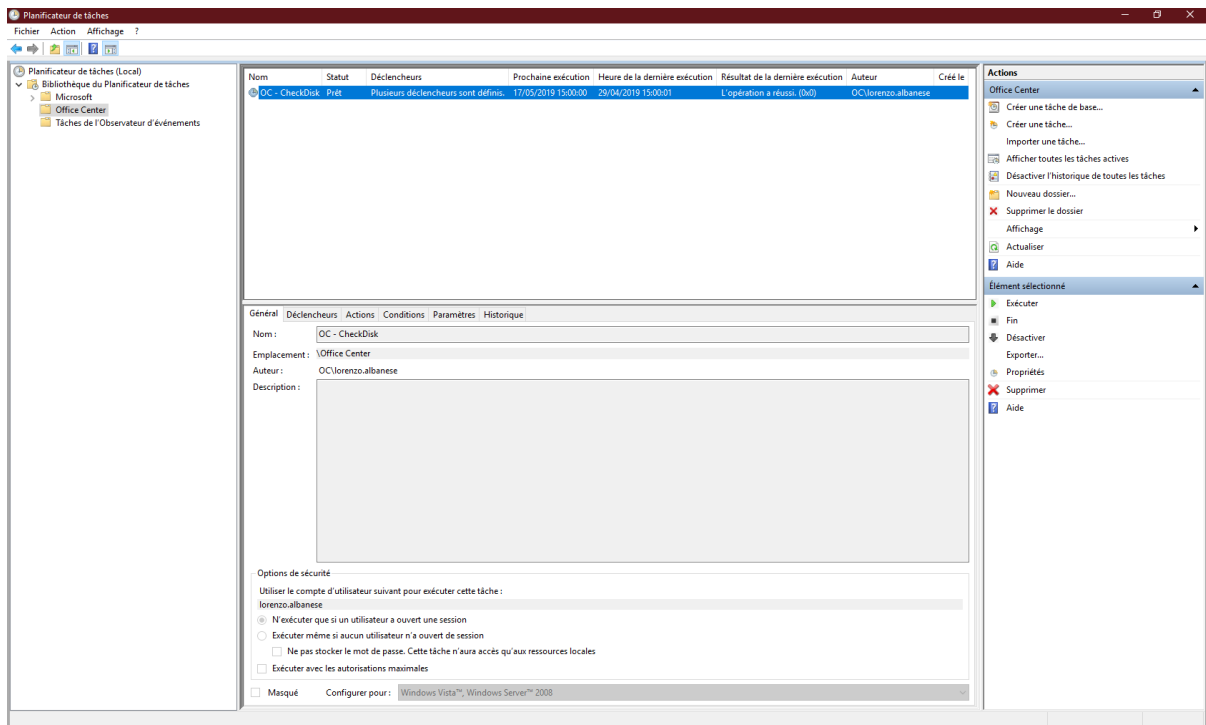 Planificateur de tâches
Fichier Action Affichage ?
Planificateur de tâches (Local)
Bibliothèque du Planificateur de tâches
Microsoft
Office Center
Tâches de l'Observateur d'événements
Nom Statut Déclencheurs Prochaine exécution Heure de la dernière exécution Résultat de la dernière exécution Auteur Créé le
OC - CheckDisk Prêt Plusieurs déclencheurs sont définis. 17/05/2019 15:00:00 29/04/2019 15:00:01 L'opération a réussi. (0x0) OC\lorenzo.albanese
Général Déclencheurs Actions Conditions Paramètres Historique
Nom : OC - CheckDisk
Emplacement : \Office Center
Auteur : OC\lorenzo.albanese
Description :
Options de sécurité
Utiliser le compte d'utilisateur suivant pour exécuter cette tâche :
lorenzo.albanese
N'exécuter que si un utilisateur a ouvert une session
Exécuter même si aucun utilisateur n'a ouvert de session
Ne pas stocker le mot de passe. Cette tâche n'aura accès qu'aux ressources locales
Exécuter avec les autorisations maximales
Masqué Configurer pour : Windows Vista™, Windows Server™ 2008
Actions
Office Center
Créer une tâche de base...
Créer une tâche...
Importer une tâche...
Afficher toutes les tâches actives
Désactiver l'historique de toutes les tâches
Nouveau dossier...
Supprimer le dossier
Affichage
Actualiser
Aide
Élément sélectionné
Exécuter
Fin
Désactiver
Exporter...
Propriétés
Supprimer
Aide